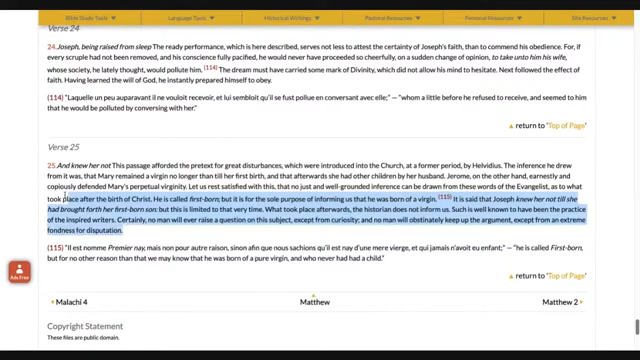 Bible Study Tools
Language Tools
Historical Writings
Pastoral Resources
Personal Resources
Site Resources
Verse 24
24. Joseph, being raised from sleep The ready performance, which is here described, serves not less to attest the certainty of Joseph's faith, than to commend his obedience. For, if
every scruple had not been removed, and his conscience fully pacified, he would never have proceeded so cheerfully, on a sudden change of opinion, to take unto him his wife,
whose society, he lately thought, would pollute him. (114) The dream must have carried some mark of Divinity, which did not allow his mind to hesitate. Next followed the effect of
faith. Having learned the will of God, he instantly prepared himself to obey.
(114) "Laquelle un peu auparavant il ne vouloit recevoir, et lui sembloit qu'il se fust pollue en conversant avec elle;" — "whom a little before he refused to receive, and seemed to him
that he would be polluted by conversing with her."
return to 'Top of Page'
Verse 25
25. And knew her not This passage afforded the pretext for great disturbances, which were introduced into the Church, at a former period, by Helvidius. The inference he drew
from it was, that Mary remained a virgin no longer than till her first birth, and that afterwards she had other children by her husband. Jerome, on the other hand, earnestly and
copiously defended Mary's perpetual virginity. Let us rest satisfied with this, that no just and well-grounded inference can be drawn from these words of the Evangelist, as to what
took place after the birth of Christ. He is called first-born; but it is for the sole purpose of informing us that he was born of a virgin. (115) It is said that Joseph knew her not till she
had brought forth her first-born son: but this is limited to that very time. What took place afterwards, the historian does not inform us. Such is well known to have been the practice
of the inspired writers. Certainly, no man will ever raise a question on this subject, except from curiosity; and no man will obstinately keep up the argument, except from an extreme
fondness for disputation.
(115) "Il est nomme Premier nay, mais non pour autre raison, sinon afin que nous sachions qu'il est nay d'une mere vierge, et qui jamais n'avoit eu enfant;" — "he is called First-born,
but for no other reason than that we may know that he was born of a pure virgin, and who never had had a child."
return to 'Top of Page'
Ads Free
Malachi 4
Matthew
Matthew 2
Copyright Statement
These files are public domain.